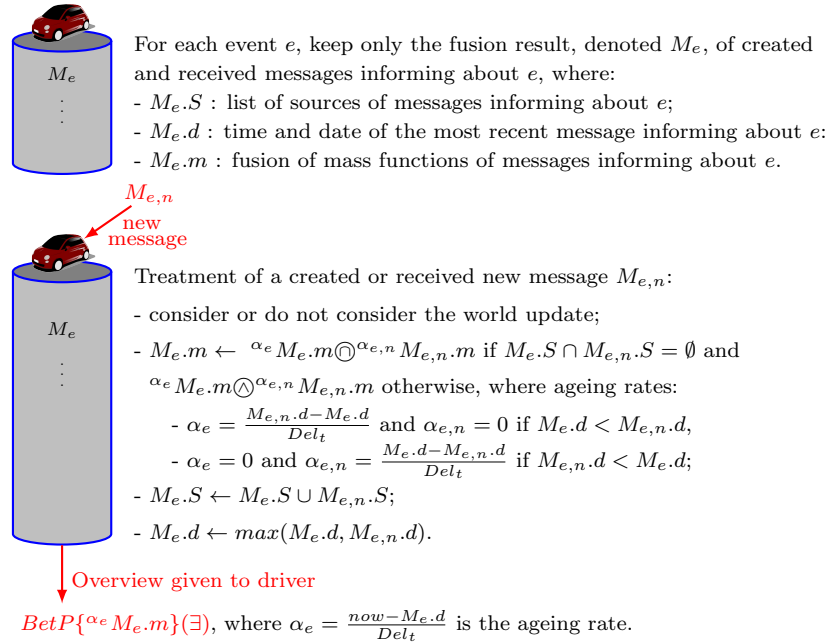 For each event e, keep only the fusion result, denoted M_e, of created
M_e
and received messages informing about e, where:
- M_e.S : list of sources of messages informing about e;
- M_e.d : time and date of the most recent message informing about e:
- M_e.m : fusion of mass functions of messages informing about e.
M_{e,n}
new
message
Treatment of a created or received new message M_{e,n}:
- consider or do not consider the world update;
M_e
- M_e.m ← ^{α_e}M_e.m ⓝ ^{α_{e,n}}M_{e,n}.m if M_e.S ∩ M_{e,n}.S = ∅ and
^{α_e}M_e.m ⨇ ^{α_{e,n}}M_{e,n}.m otherwise, where ageing rates:
- α_e = \frac{M_{e,n}.d−M_e.d}{Del_t} and α_{e,n} = 0 if M_e.d < M_{e,n}.d,
- α_e = 0 and α_{e,n} = \frac{M_e.d−M_{e,n}.d}{Del_t} if M_{e,n}.d < M_e.d;
- M_e.S ← M_e.S ∪ M_{e,n}.S;
- M_e.d ← max(M_e.d, M_{e,n}.d).
Overview given to driver
BetP{^{α_e}M_e.m}(∃), where α_e = \frac{now−M_e.d}{Del_t} is the ageing rate.